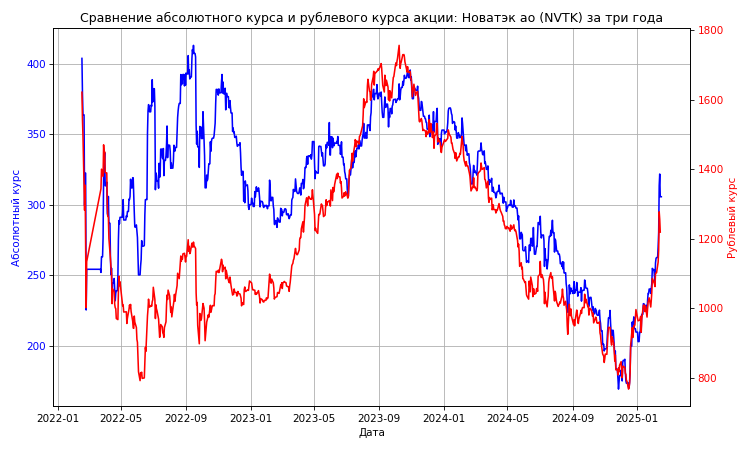 Сравнение абсолютного курса и рублевого курса акции: Новатэк ао (NVTK) за три года
Абсолютный курс
400
350
300
250
200
1800
1600
1400
1200
1000
800
Рублевый курс
2022-01 2022-05 2022-09 2023-01 2023-05 2023-09 2024-01 2024-05 2024-09 2025-01
Дата